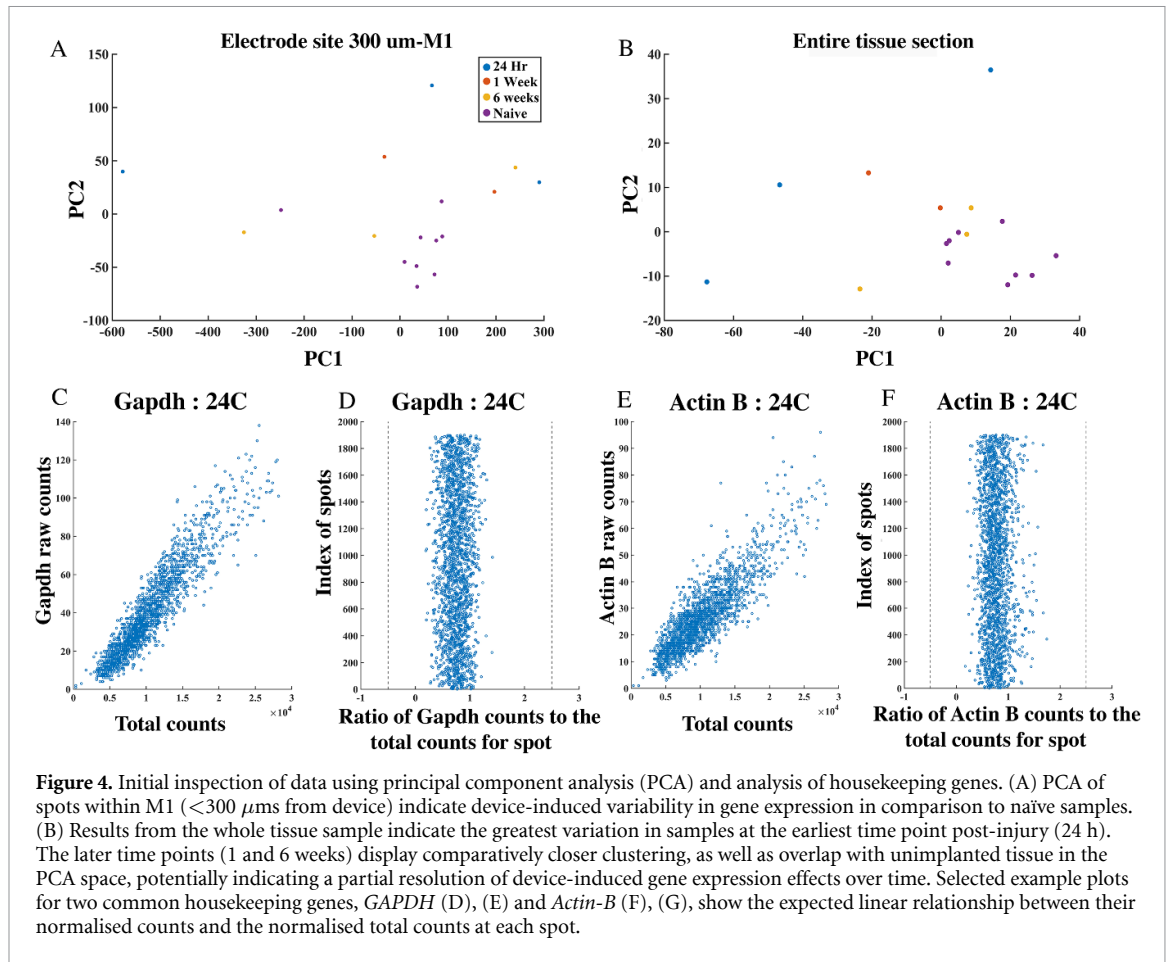 A
Electrode site 300 um-M1
24 Hr
1 Week
6 weeks
Naive
150
100
50
0
-50
-100
PC2
-600 -500 -400 -300 -200 -100 0 100 200 300
PC1
B
Entire tissue section
40
30
20
10
0
-10
-20
PC2
-80 -60 -40 -20 0 20 40
PC1
C
Gapdh : 24C
140
120
100
80
60
40
20
0
Gapdh raw counts
0 0.5 1 1.5 2 2.5 3
×10⁴
Total counts
D
Gapdh : 24C
2000
1800
1600
1400
1200
1000
800
600
400
200
0
Index of spots
-1 0 1 2 3
Ratio of Gapdh counts to the
total counts for spot
E
Actin B : 24C
100
90
80
70
60
50
40
30
20
10
0
Actin B raw counts
0 0.5 1 1.5 2 2.5 3
×10⁴
Total counts
F
Actin B : 24C
2000
1800
1600
1400
1200
1000
800
600
400
200
0
Index of spots
-1 0 1 2 3
Ratio of Actin B counts to the
total counts for spot
Figure 4. Initial inspection of data using principal component analysis (PCA) and analysis of housekeeping genes. (A) PCA of
spots within M1 (<300 μms from device) indicate device-induced variability in gene expression in comparison to naïve samples.
(B) Results from the whole tissue sample indicate the greatest variation in samples at the earliest time point post-injury (24 h).
The later time points (1 and 6 weeks) display comparatively closer clustering, as well as overlap with unimplanted tissue in the
PCA space, potentially indicating a partial resolution of device-induced gene expression effects over time. Selected example plots
for two common housekeeping genes, GAPDH (D), (E) and Actin-B (F), (G), show the expected linear relationship between their
normalised counts and the normalised total counts at each spot.